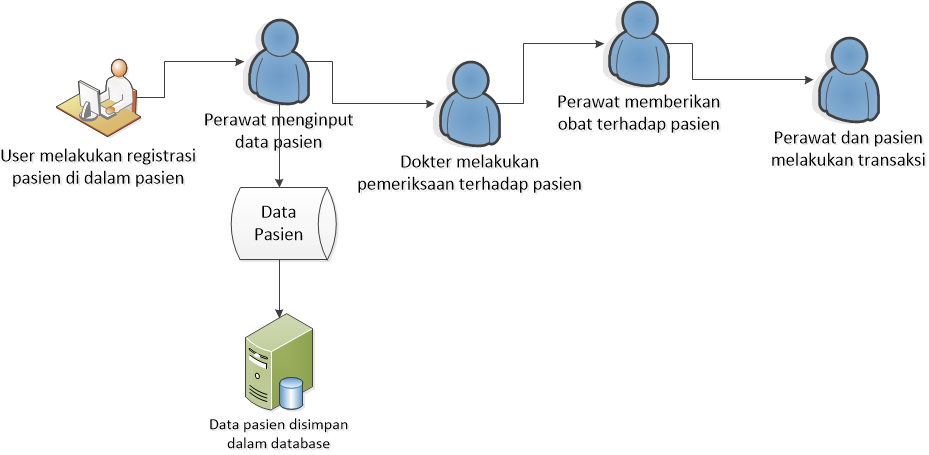 User melakukan registrasi
pasien di dalam pasien
Perawat menginput
data pasien
Data
Pasien
Data pasien disimpan
dalam database
Dokter melakukan
pemeriksaan terhadap pasien
Perawat memberikan
obat terhadap pasien
Perawat dan pasien
melakukan transaksi